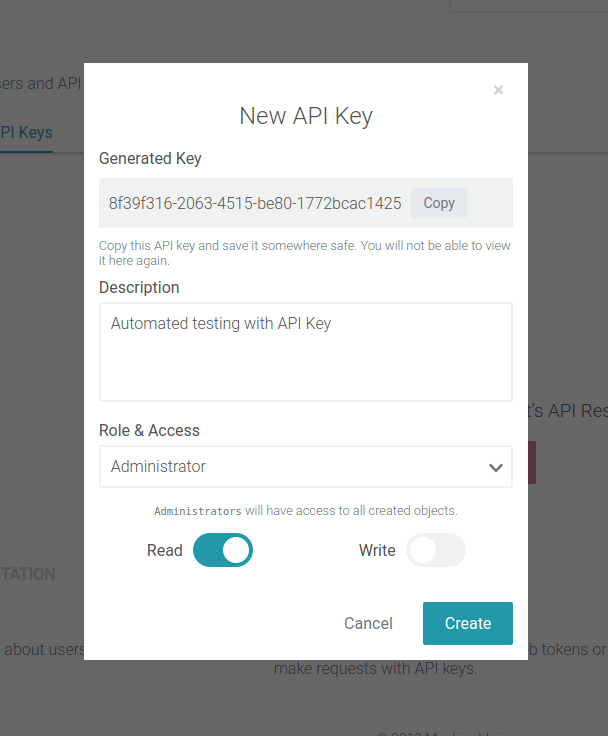 sers and API
PI Keys
×
New API Key
Generated Key
8f39f316-2063-4515-be80-1772bcac1425 Copy
Copy this API key and save it somewhere safe. You will not be able to view
it here again.
Description
Automated testing with API Key
t's API Res
Role & Access
Administrator
Administrators will have access to all created objects.
Read Write
TATION
Cancel Create
about users
b tokens or
make requests with API keys.